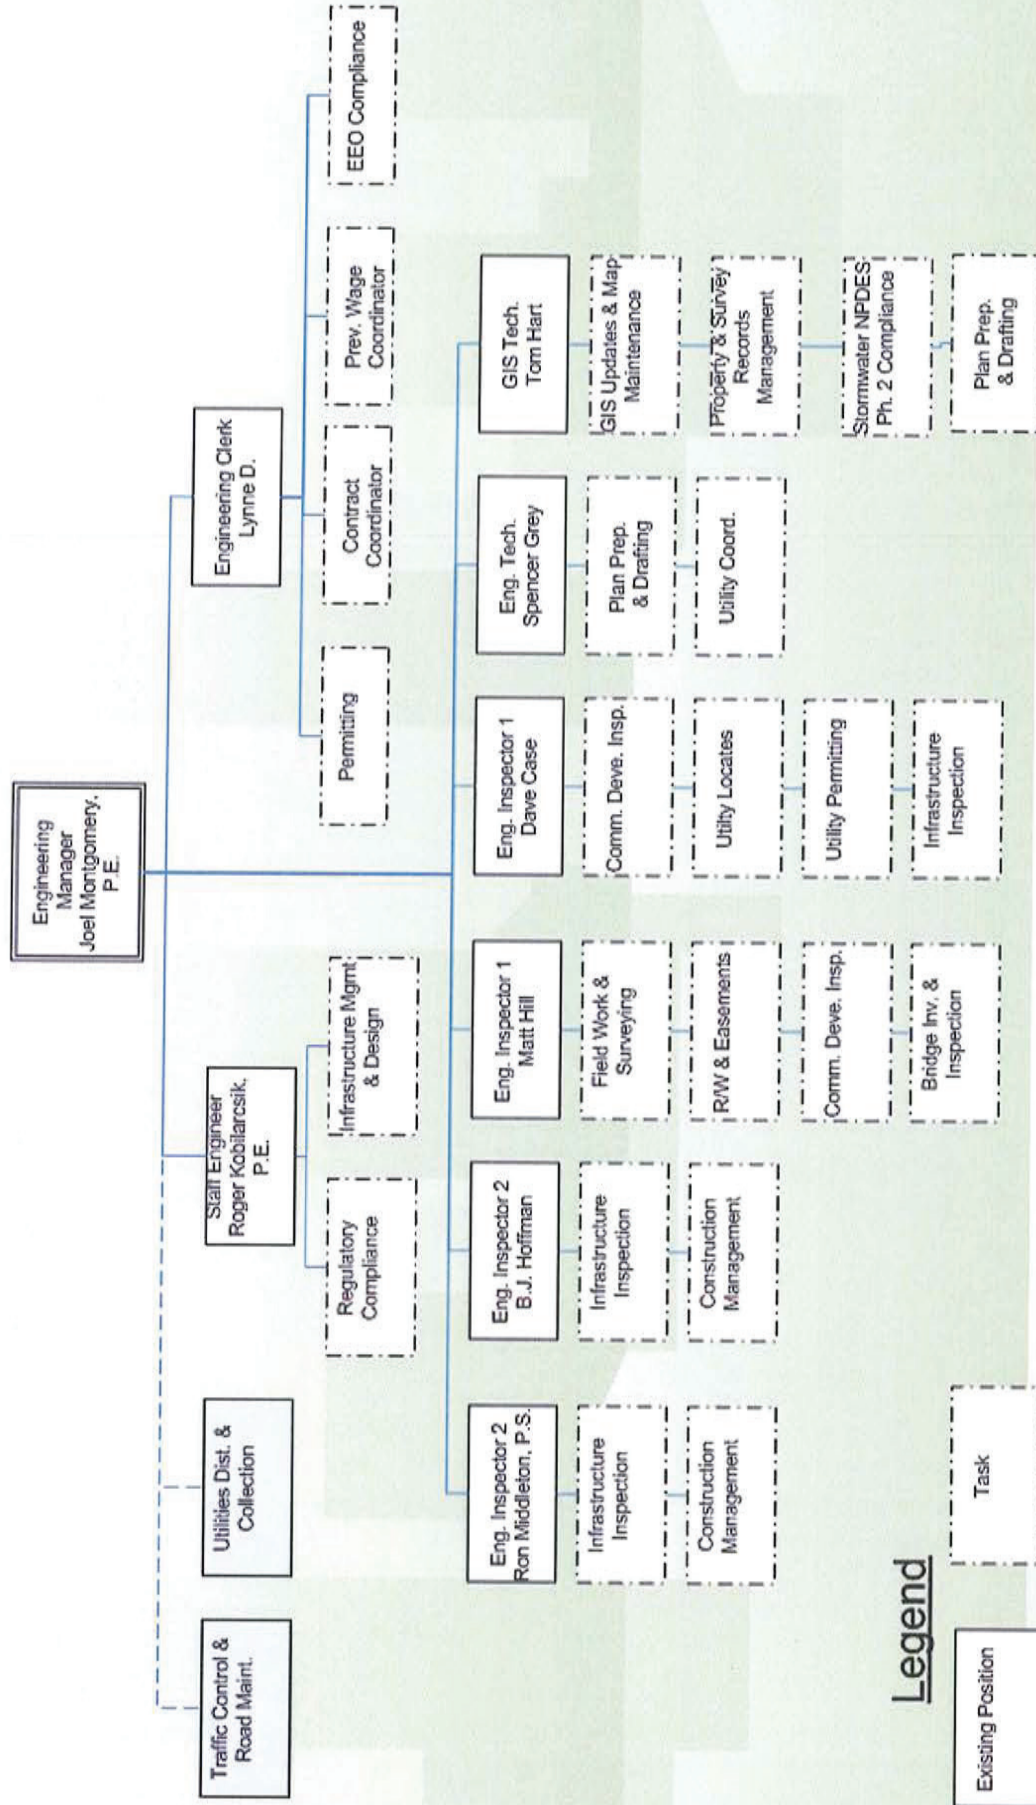 Engineering
Manager
Joel Montgomery,
P.E.
Traffic Control &
Road Maint.
Utilities Dist. &
Collection
Staff Engineer
Roger Kobilarcsik,
P.E.
Engineering Clerk
Lynne D.
Regulatory
Compliance
Infrastructure Mgmt
& Design
Permitting
Contract
Coordinator
Prev. Wage
Coordinator
EEO Compliance
Eng. Inspector 2
Ron Middleton, P.S.
Infrastructure
Inspection
Construction
Management
Eng. Inspector 2
B.J. Hoffman
Infrastructure
Inspection
Construction
Management
Eng. Inspector 1
Matt Hill
Field Work &
Surveying
R/W & Easements
Comm. Deve. Insp.
Bridge Inv. &
Inspection
Eng. Inspector 1
Dave Case
Comm. Deve. Insp.
Utilty Locates
Utility Permitting
Infrastructure
Inspection
Eng. Tech.
Spencer Grey
Plan Prep.
& Drafting
Utility Coord.
GIS Tech.
Tom Hart
GIS Updates & Map
Maintenance
Property & Survey
Records
Management
Stormwater NPDES
Ph. 2 Compliance
Plan Prep.
& Drafting
Legend
Existing Position
Task